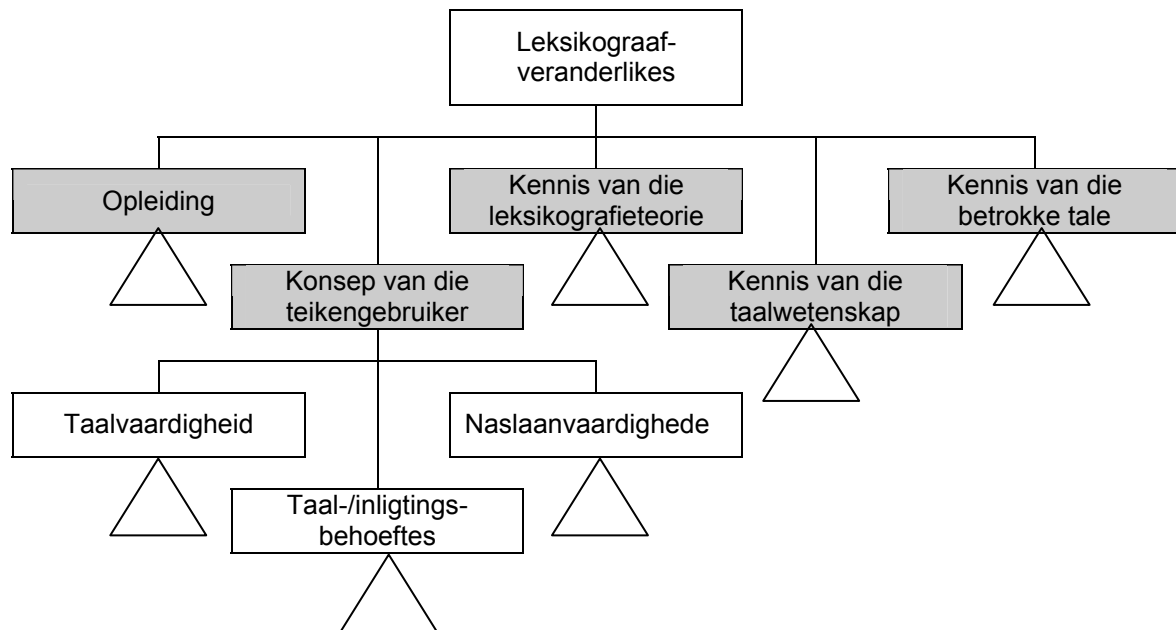 Leksikograaf-
veranderlikes
Opleiding
Kennis van die
leksikografieteorie
Kennis van die
betrokke tale
Konsep van die
teikengebruiker
Kennis van die
taalwetenskap
Taalvaardigheid
Naslaanvaardighede
Taal-/inligtings-
behoeftes